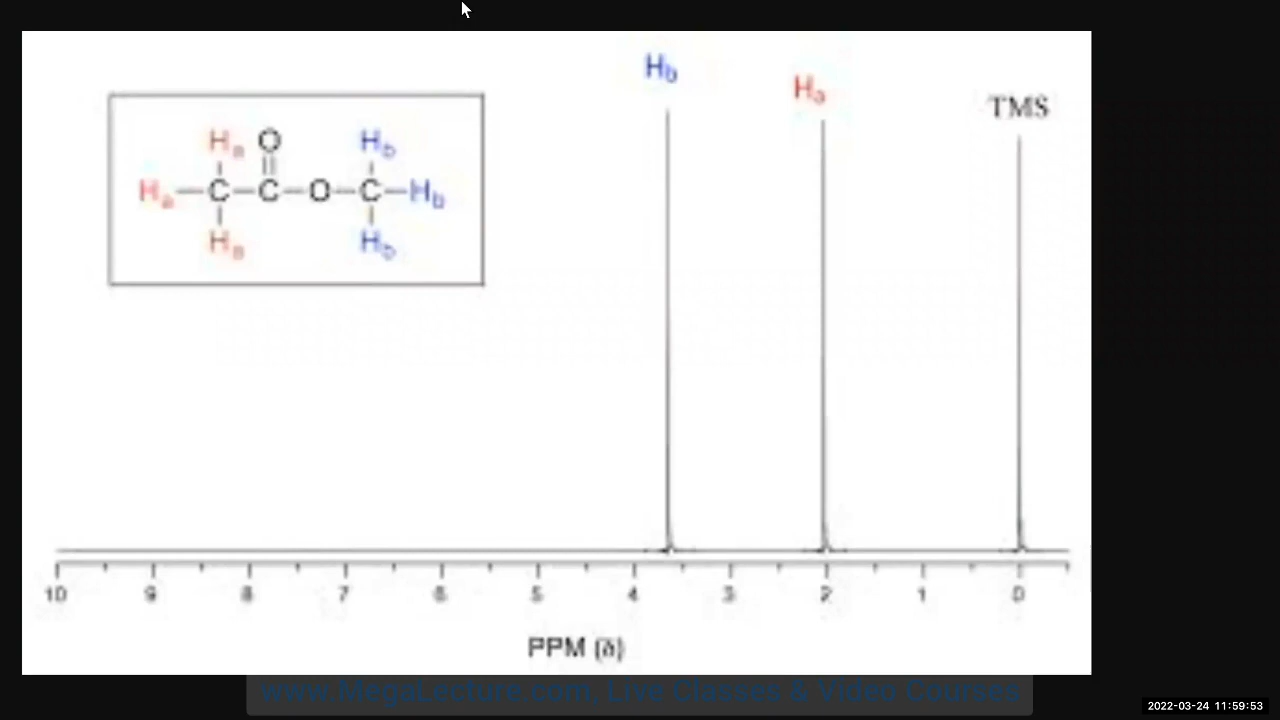 Hb
Ha
TMS
Ha O Hb
Ha C C O C Hb
Ha Hb
10 9 8 7 6 5 4 3 2 1 0
PPM (δ)
www.MegaLecture.com, Live Classes & Video Courses
2022-03-24 11:59:53